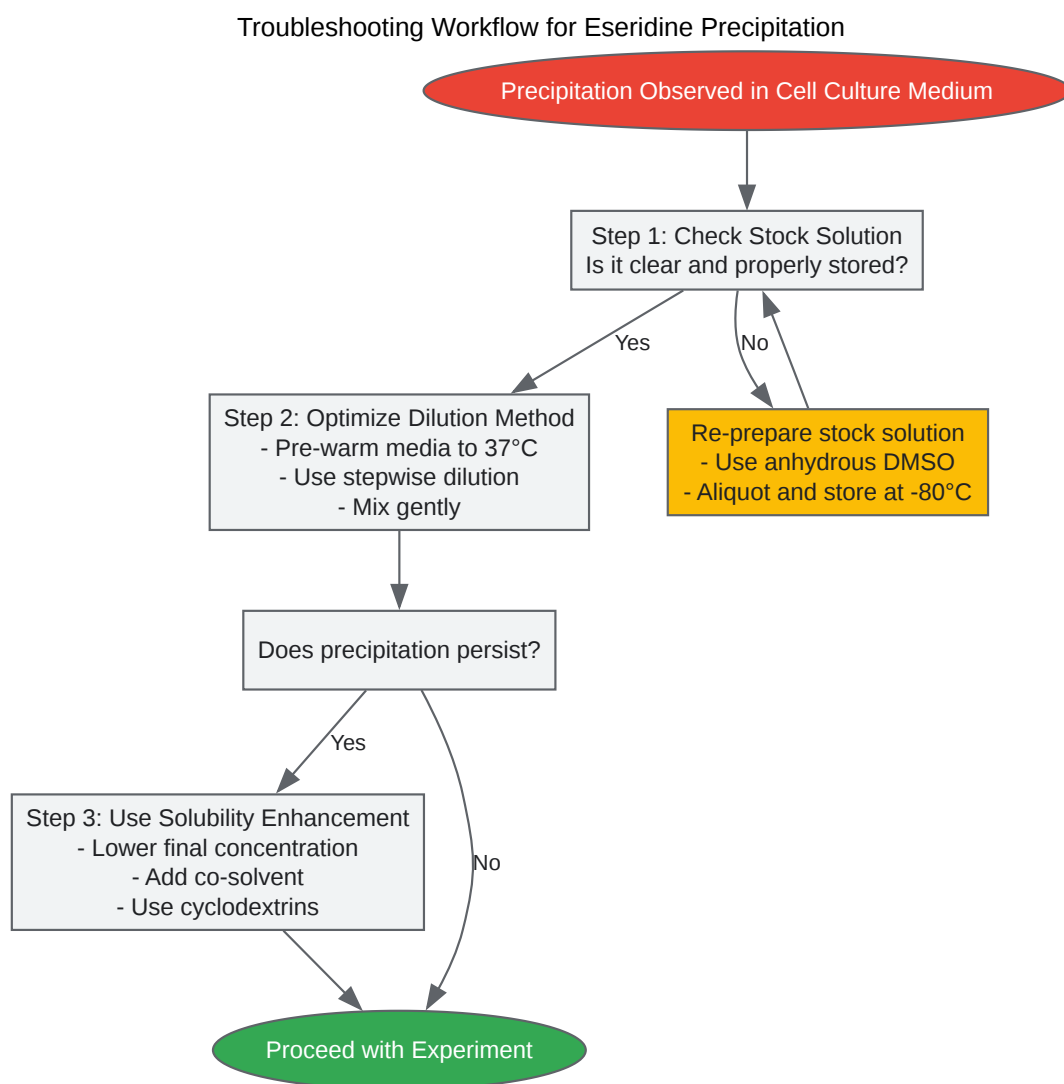 Troubleshooting Workflow for Eseridine Precipitation
Precipitation Observed in Cell Culture Medium
Step 1: Check Stock Solution
Is it clear and properly stored?
Yes
No
Step 2: Optimize Dilution Method
- Pre-warm media to 37°C
- Use stepwise dilution
- Mix gently
Re-prepare stock solution
- Use anhydrous DMSO
- Aliquot and store at -80°C
Does precipitation persist?
Yes
Step 3: Use Solubility Enhancement
- Lower final concentration
- Add co-solvent
- Use cyclodextrins
No
Proceed with Experiment